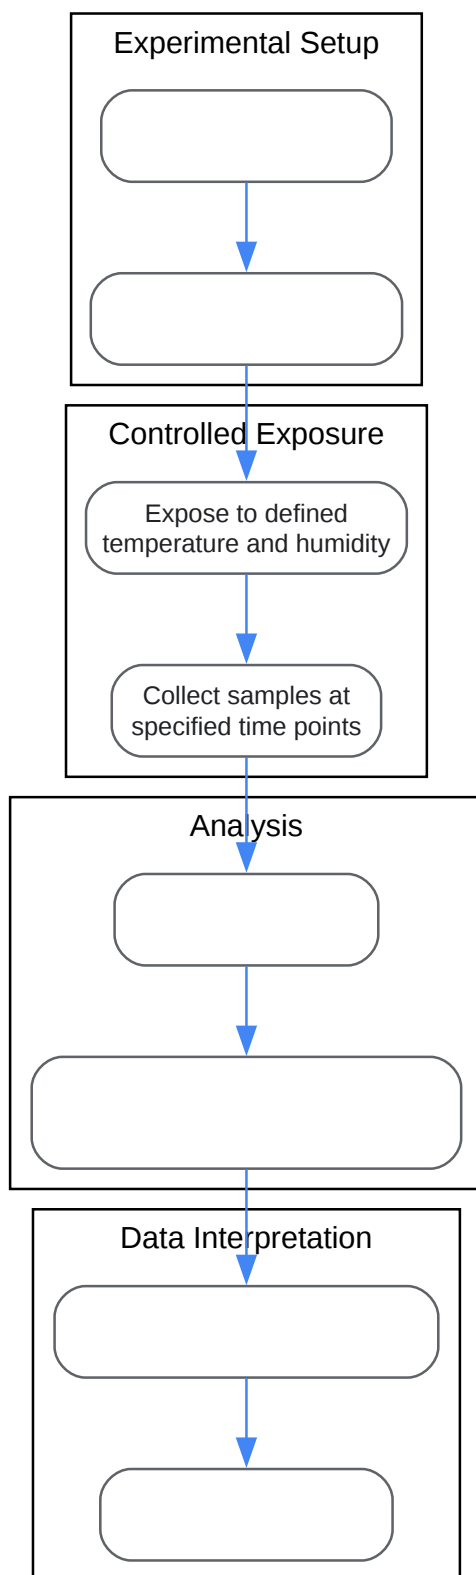 Experimental Setup
Controlled Exposure
Expose to defined
temperature and humidity
Collect samples at
specified time points
Analysis
Data Interpretation